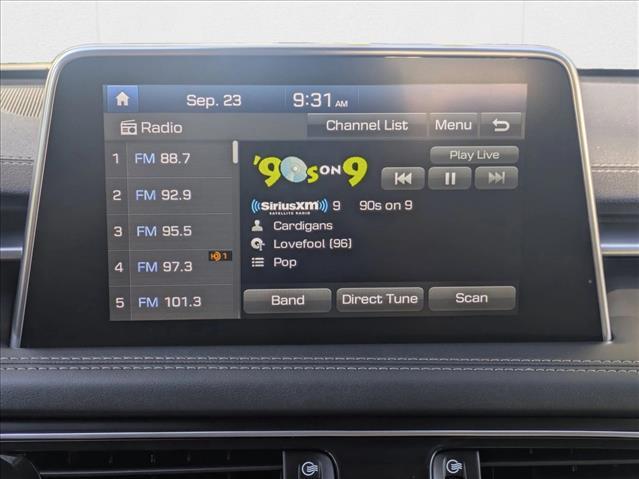 Sep. 23 9:31 AM
Radio Channel List Menu
1 FM 88.7
2 FM 92.9
3 FM 95.5
4 FM 97.3 HD 1
5 FM 101.3
'90s ON 9
Play Live
((SiriusXM)) 9 90s on 9
SATELLITE RADIO
Cardigans
Lovefool (96)
Pop
Band Direct Tune Scan